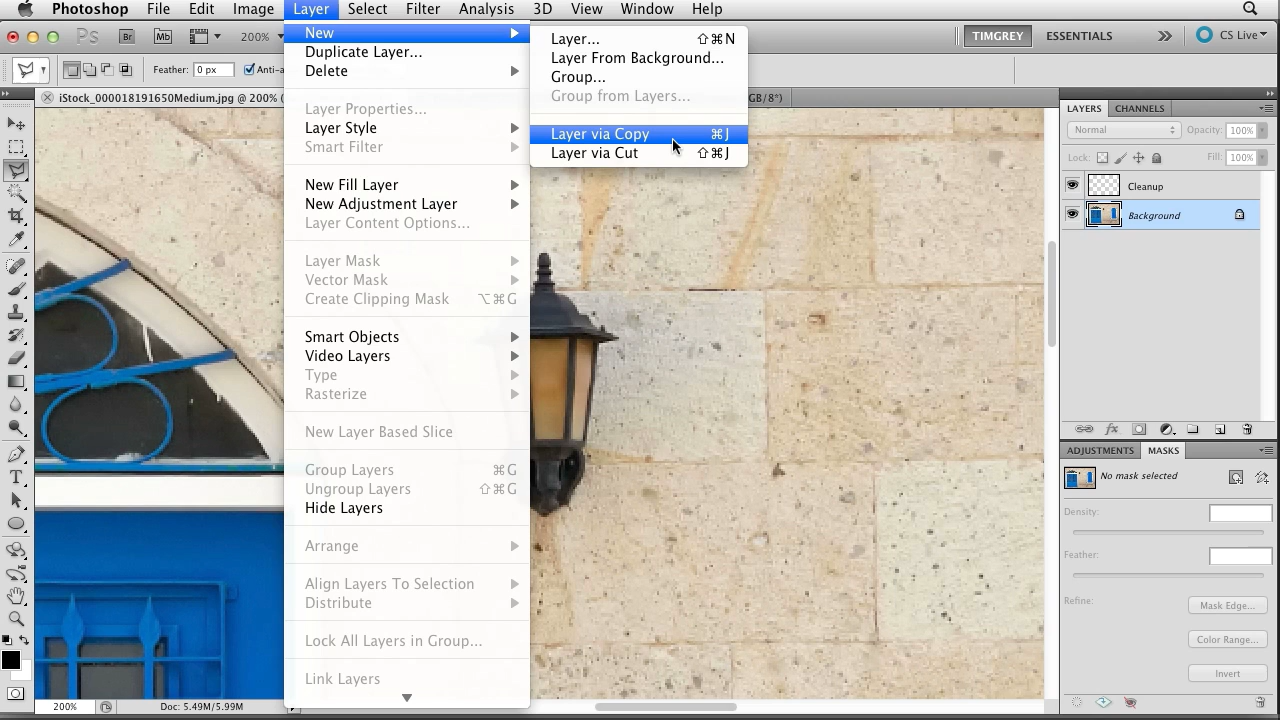 Photoshop File Edit Image Layer Select Filter Analysis 3D View Window Help
Ps Br Mb 200% TIMGREY ESSENTIALS CS Live
Feather: 0 px Anti-a
iStock_000018191650Medium.jpg @ 200% ( GB/8*)
New
Duplicate Layer...
Delete
Layer Properties...
Layer Style
Smart Filter
New Fill Layer
New Adjustment Layer
Layer Content Options...
Layer Mask
Vector Mask
Create Clipping Mask ⌥⌘G
Smart Objects
Video Layers
Type
Rasterize
New Layer Based Slice
Group Layers ⌘G
Ungroup Layers ⇧⌘G
Hide Layers
Arrange
Align Layers To Selection
Distribute
Lock All Layers in Group...
Link Layers
Layer... ⇧⌘N
Layer From Background...
Group...
Group from Layers...
Layer via Copy ⌘J
Layer via Cut ⇧⌘J
LAYERS CHANNELS
Normal Opacity: 100%
Lock: Fill: 100%
Cleanup
Background
ADJUSTMENTS MASKS
No mask selected
Density:
Feather:
Refine: Mask Edge...
Color Range...
Invert
200% Doc: 5.49M/5.99M